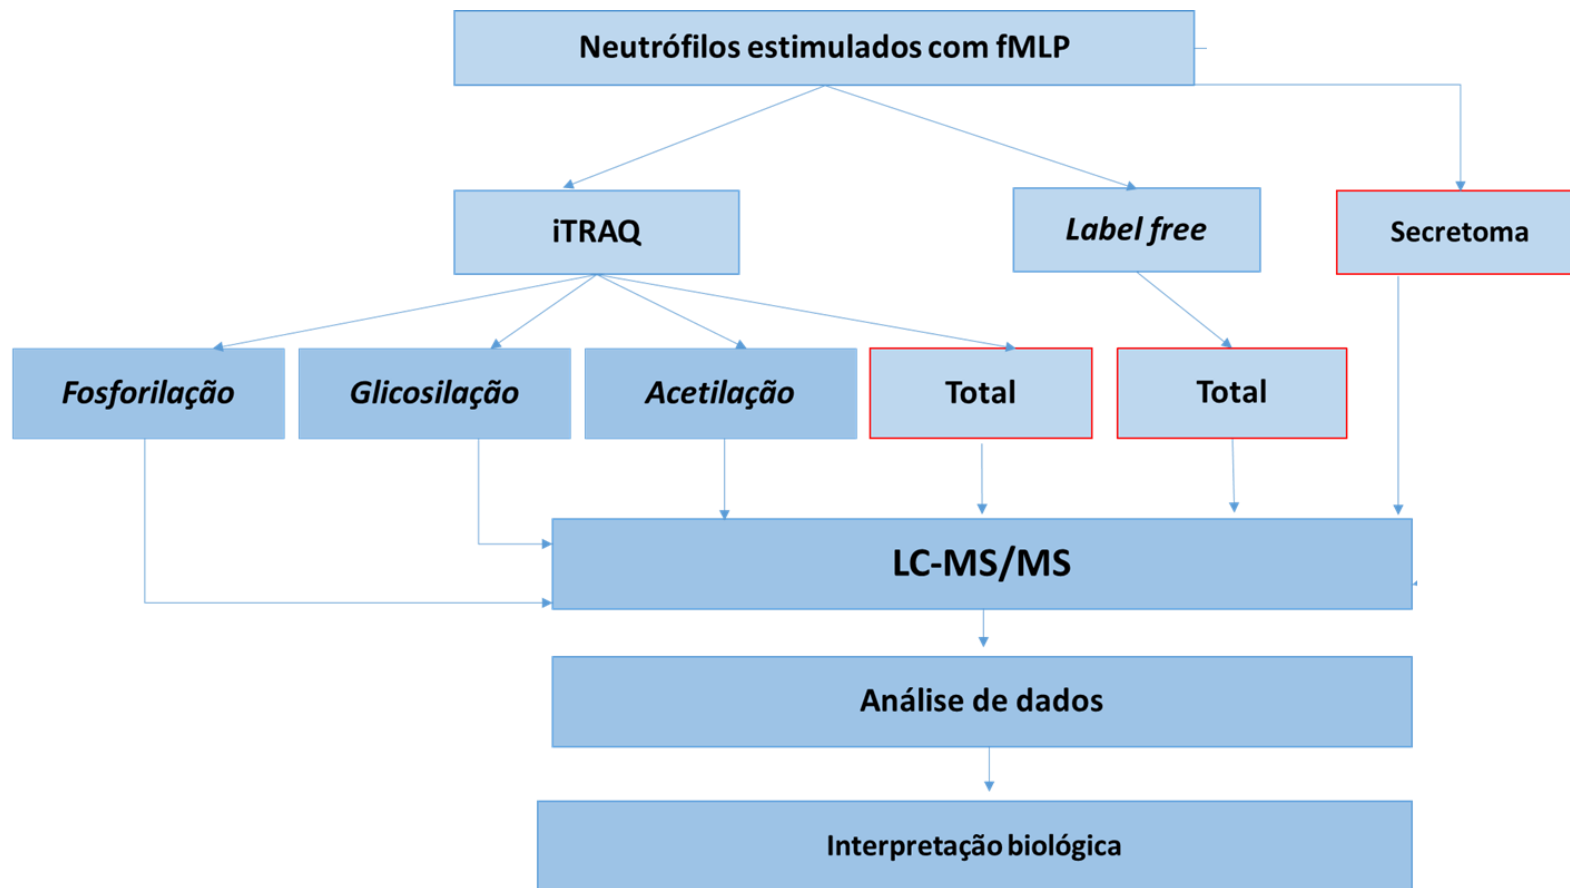 Neutrófilos estimulados com fMLP
iTRAQ
Label free
Secretoma
Fosforilação
Glicosilação
Acetilação
Total
Total
LC-MS/MS
Análise de dados
Interpretação biológica